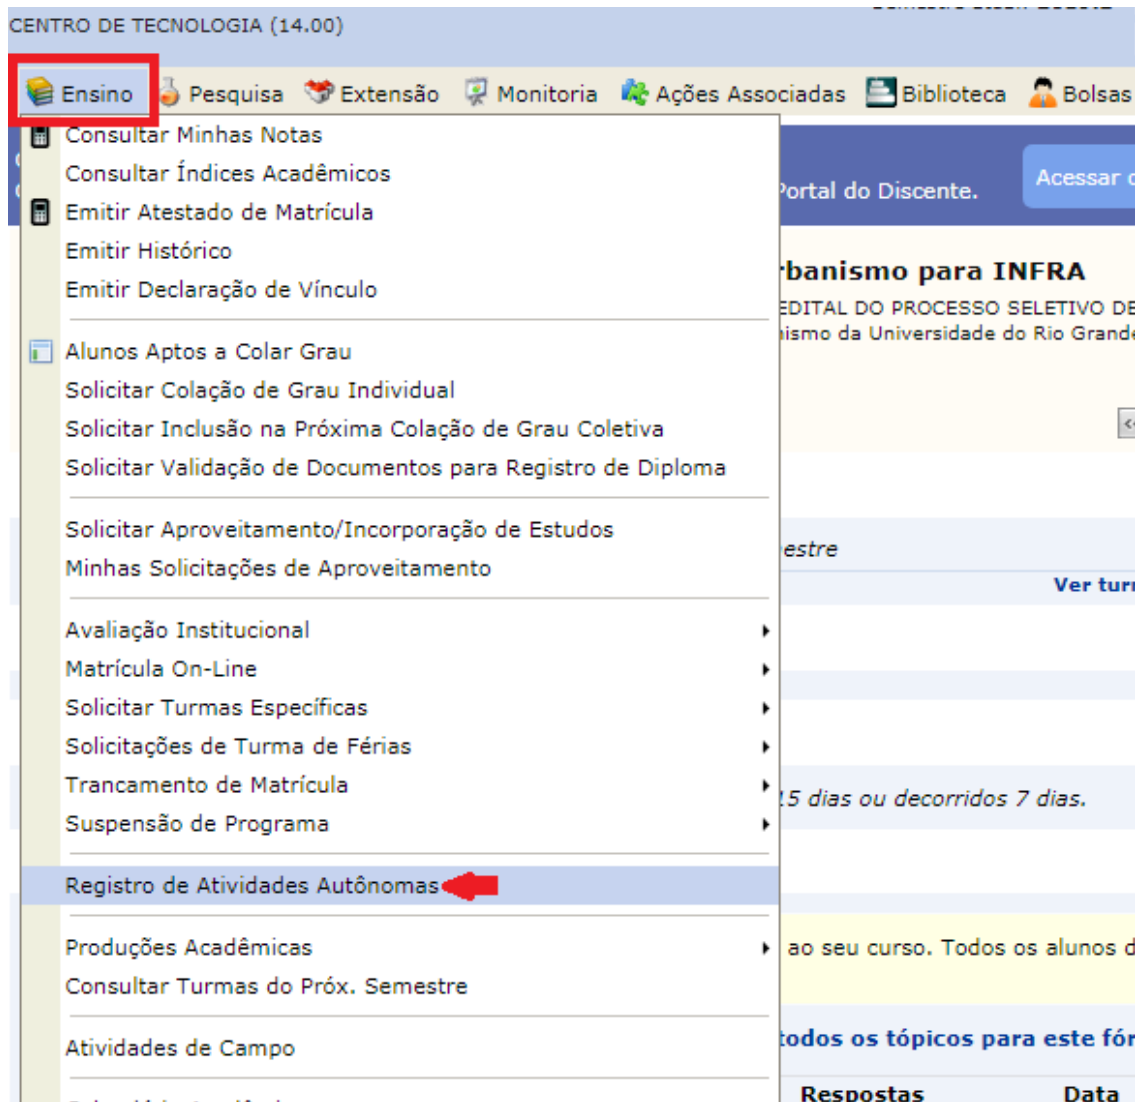 CENTRO DE TECNOLOGIA (14.00)
Ensino Pesquisa Extensão Monitoria Ações Associadas Biblioteca Bolsas
Consultar Minhas Notas
Consultar Índices Acadêmicos
Acessar
Emitir Atestado de Matrícula
Portal do Discente.
Emitir Histórico
Emitir Declaração de Vínculo
rbanismo para INFRA
EDITAL DO PROCESSO SELETIVO DE
ismo da Universidade do Rio Grande
Alunos Aptos a Colar Grau
Solicitar Colação de Grau Individual
Solicitar Inclusão na Próxima Colação de Grau Coletiva
Solicitar Validação de Documentos para Registro de Diploma
Solicitar Aproveitamento/Incorporação de Estudos
estre
Minhas Solicitações de Aproveitamento
Ver tur
Avaliação Institucional
Matrícula On-Line
Solicitar Turmas Específicas
Solicitações de Turma de Férias
Trancamento de Matrícula
15 dias ou decorridos 7 dias.
Suspensão de Programa
Registro de Atividades Autônomas
Produções Acadêmicas
ao seu curso. Todos os alunos d
Consultar Turmas do Próx. Semestre
Atividades de Campo
todos os tópicos para este fór
Respostas Data